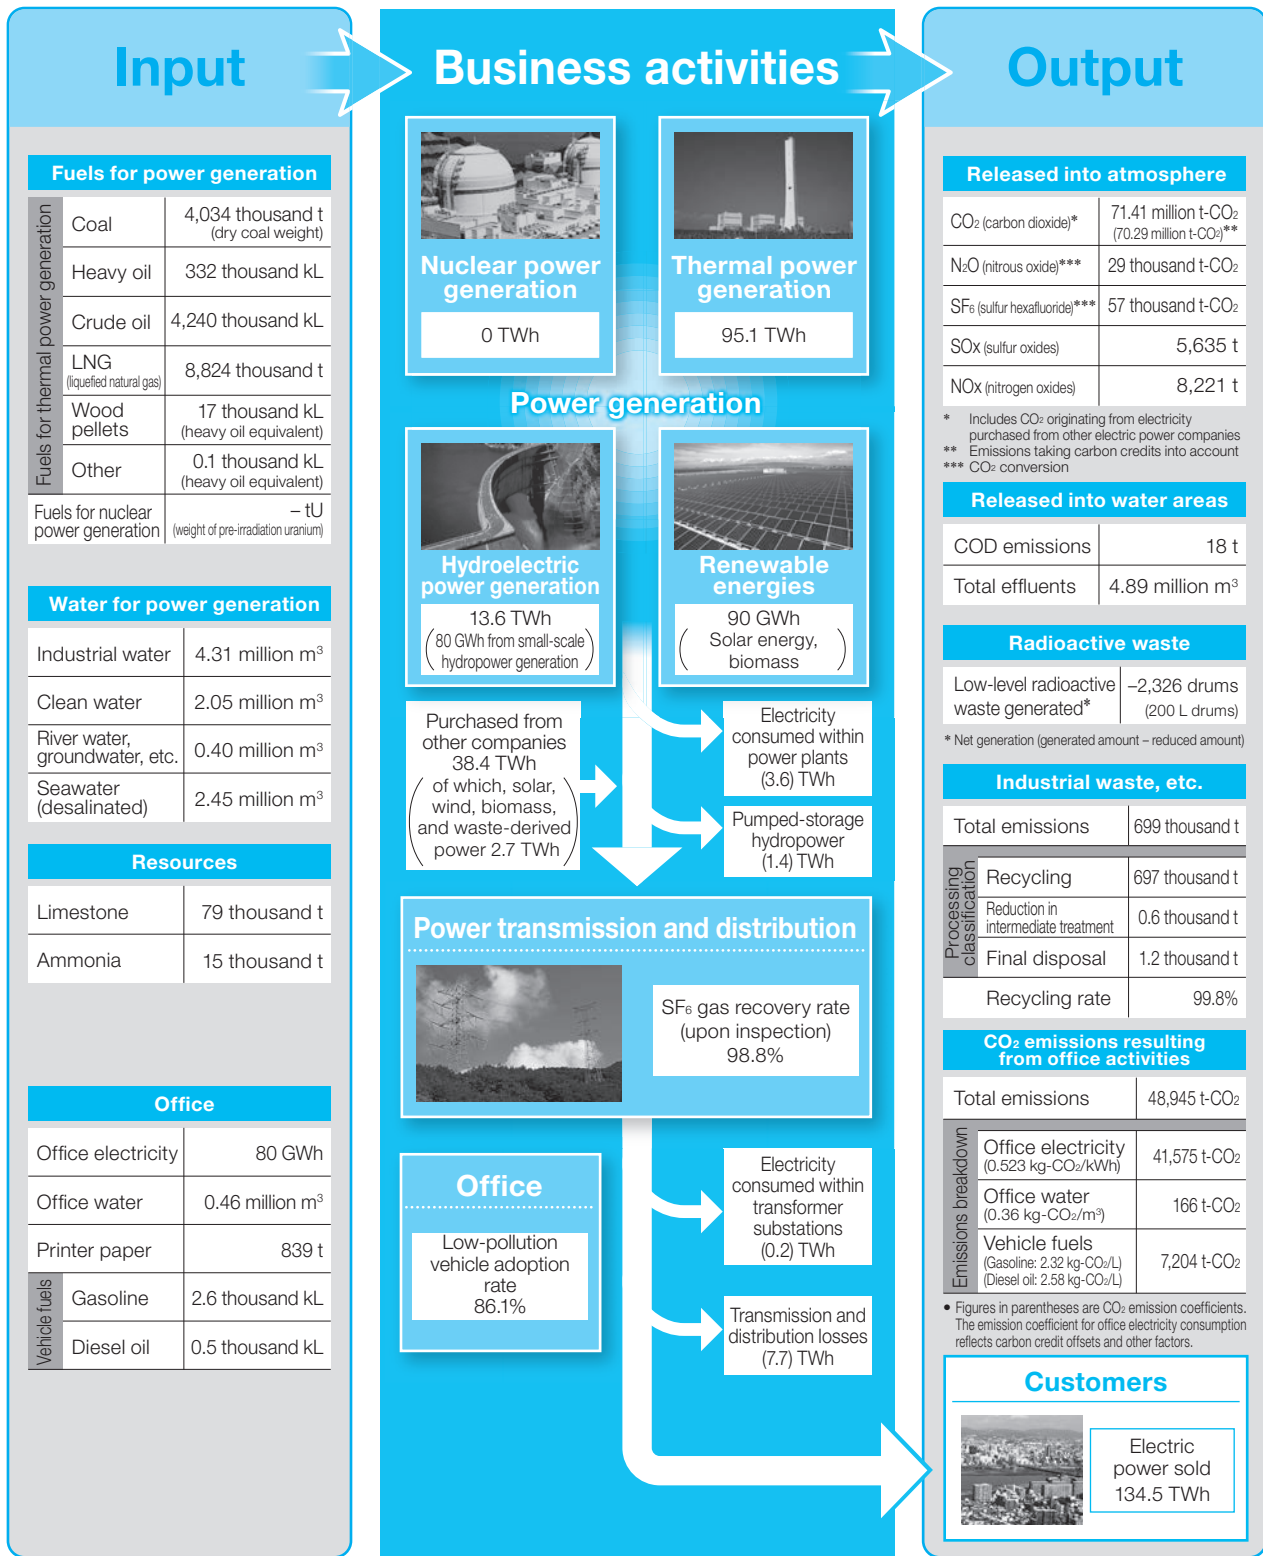 Input
Business activities
Output
Fuels for power generation
Fuels for thermal power generation
Coal
4,034 thousand t
(dry coal weight)
Heavy oil
332 thousand kL
Crude oil
4,240 thousand kL
LNG
(liquefied natural gas)
8,824 thousand t
Wood
pellets
17 thousand kL
(heavy oil equivalent)
Other
0.1 thousand kL
(heavy oil equivalent)
Fuels for nuclear
power generation
– tU
(weight of pre-irradiation uranium)
Water for power generation
Industrial water
4.31 million m³
Clean water
2.05 million m³
River water,
groundwater, etc.
0.40 million m³
Seawater
(desalinated)
2.45 million m³
Resources
Limestone
79 thousand t
Ammonia
15 thousand t
Office
Office electricity
80 GWh
Office water
0.46 million m³
Printer paper
839 t
Vehicle fuels
Gasoline
2.6 thousand kL
Diesel oil
0.5 thousand kL
Nuclear power
generation
0 TWh
Thermal power
generation
95.1 TWh
Power generation
Hydroelectric
power generation
13.6 TWh
(80 GWh from small-scale
hydropower generation)
Renewable
energies
90 GWh
(Solar energy,
biomass)
Purchased from
other companies
38.4 TWh
(of which, solar,
wind, biomass,
and waste-derived
power 2.7 TWh)
Electricity
consumed within
power plants
(3.6) TWh
Pumped-storage
hydropower
(1.4) TWh
Power transmission and distribution
SF₆ gas recovery rate
(upon inspection)
98.8%
Office
Low-pollution
vehicle adoption
rate
86.1%
Electricity
consumed within
transformer
substations
(0.2) TWh
Transmission and
distribution losses
(7.7) TWh
Released into atmosphere
CO₂ (carbon dioxide)*
71.41 million t-CO₂
(70.29 million t-CO₂)**
N₂O (nitrous oxide)***
29 thousand t-CO₂
SF₆ (sulfur hexafluoride)***
57 thousand t-CO₂
SOx (sulfur oxides)
5,635 t
NOx (nitrogen oxides)
8,221 t
* Includes CO₂ originating from electricity
purchased from other electric power companies
** Emissions taking carbon credits into account
*** CO₂ conversion
Released into water areas
COD emissions
18 t
Total effluents
4.89 million m³
Radioactive waste
Low-level radioactive
waste generated*
–2,326 drums
(200 L drums)
* Net generation (generated amount – reduced amount)
Industrial waste, etc.
Total emissions
699 thousand t
Processing
classification
Recycling
697 thousand t
Reduction in
intermediate treatment
0.6 thousand t
Final disposal
1.2 thousand t
Recycling rate
99.8%
CO₂ emissions resulting
from office activities
Total emissions
48,945 t-CO₂
Emissions breakdown
Office electricity
(0.523 kg-CO₂/kWh)
41,575 t-CO₂
Office water
(0.36 kg-CO₂/m³)
166 t-CO₂
Vehicle fuels
(Gasoline: 2.32 kg-CO₂/L)
(Diesel oil: 2.58 kg-CO₂/L)
7,204 t-CO₂
● Figures in parentheses are CO₂ emission coefficients.
The emission coefficient for office electricity consumption
reflects carbon credit offsets and other factors.
Customers
Electric
power sold
134.5 TWh